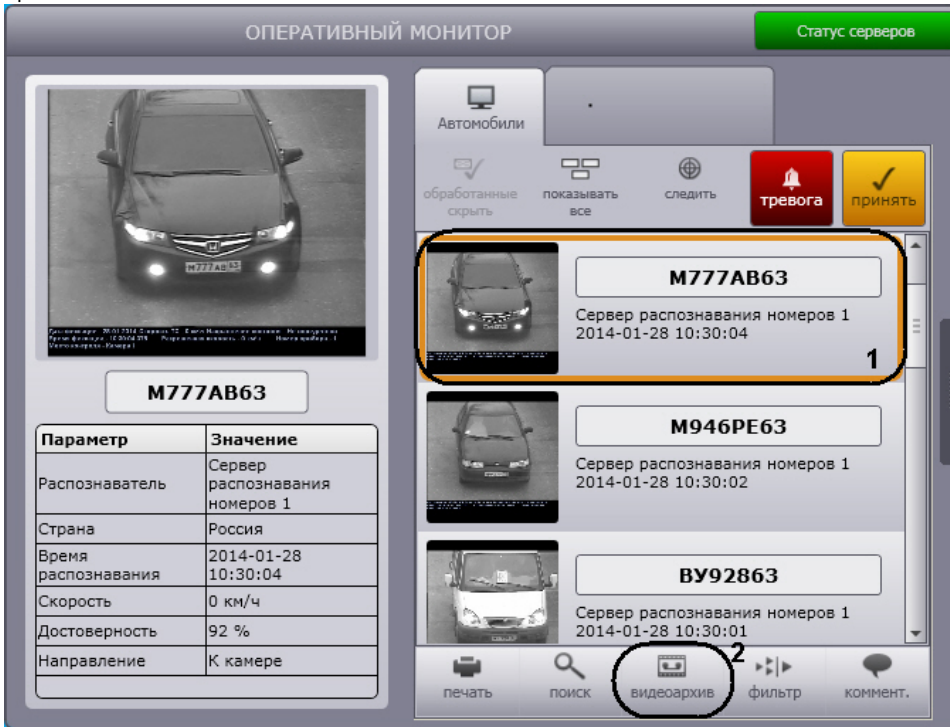 ОПЕРАТИВНЫЙ МОНИТОР
Статус серверов
Автомобили
обработанные
скрыть
показывать
все
следить
тревога
принять
М777АВ63
М777АВ63
Параметр Значение
Распознаватель Сервер
распознавания
номеров 1
Страна Россия
Время
распознавания 2014-01-28
10:30:04
Скорость 0 км/ч
Достоверность 92 %
Направление К камере
М777АВ63
Сервер распознавания номеров 1
2014-01-28 10:30:04
1
М946РЕ63
Сервер распознавания номеров 1
2014-01-28 10:30:02
ВУ92863
Сервер распознавания номеров 1
2014-01-28 10:30:01
2
печать
поиск
видеоархив
фильтр
коммент.